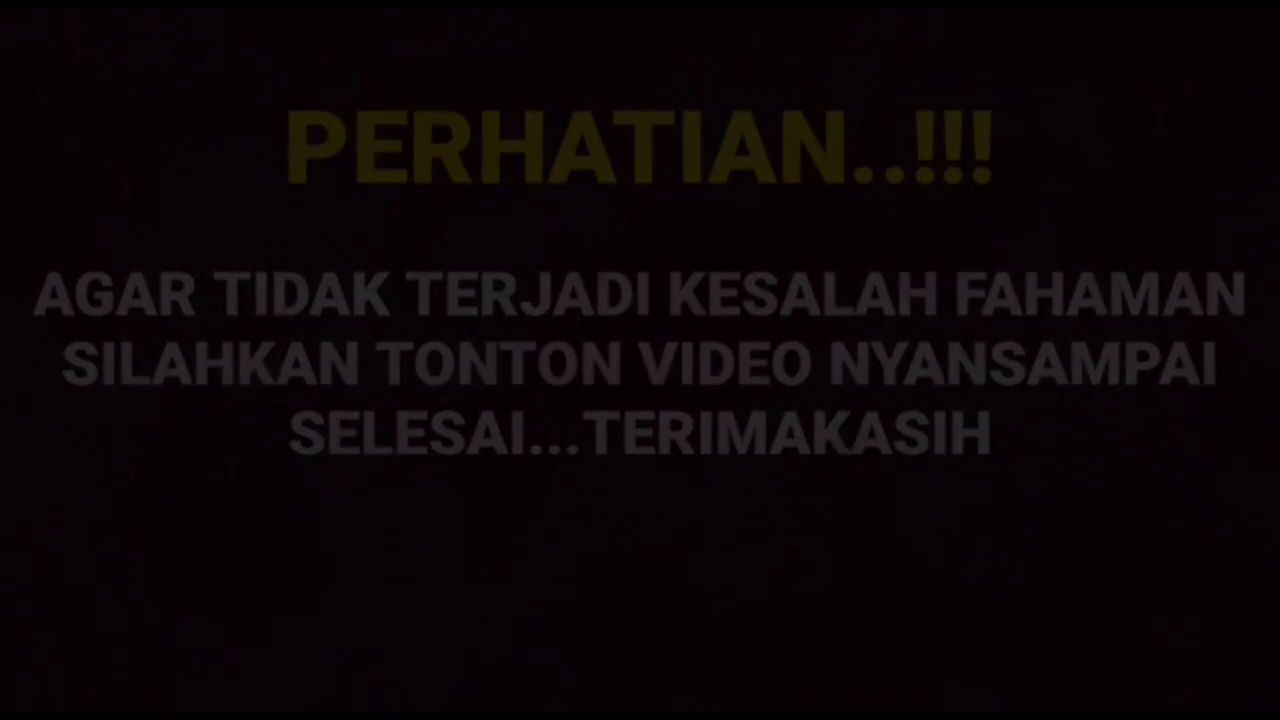 PERHATIAN..!!!
AGAR TIDAK TERJADI KESALAH FAHAMAN
SILAHKAN TONTON VIDEO NYANSAMPAI
SELESAI...TERIMAKASIH